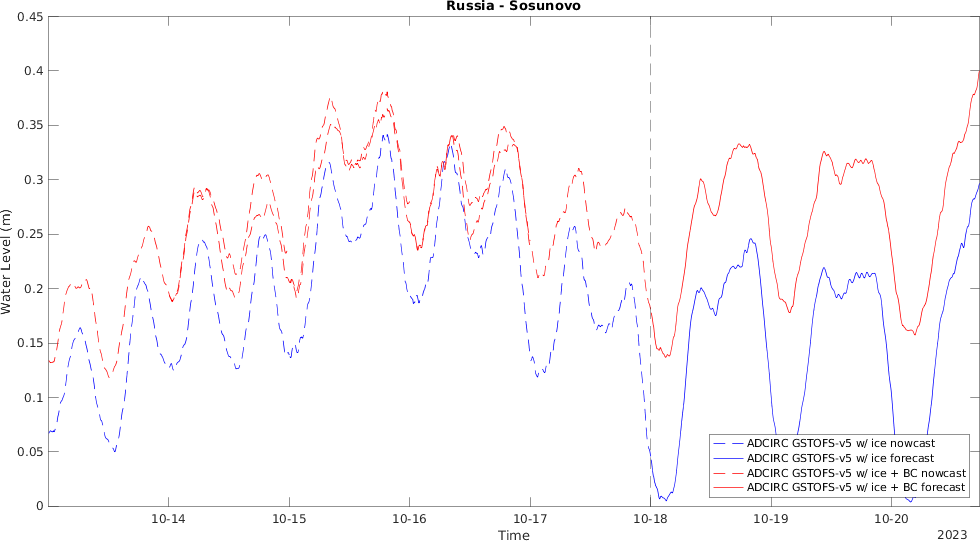 Russia - Sosunovo
0.45
0.4
0.35
0.3
0.25
0.2
0.15
0.1
0.05
0
Water Level (m)
ADCIRC GSTOFS-v5 w/ ice nowcast
ADCIRC GSTOFS-v5 w/ ice forecast
ADCIRC GSTOFS-v5 w/ ice + BC nowcast
ADCIRC GSTOFS-v5 w/ ice + BC forecast
10-14 10-15 10-16 10-17 10-18 10-19 10-20
Time
2023